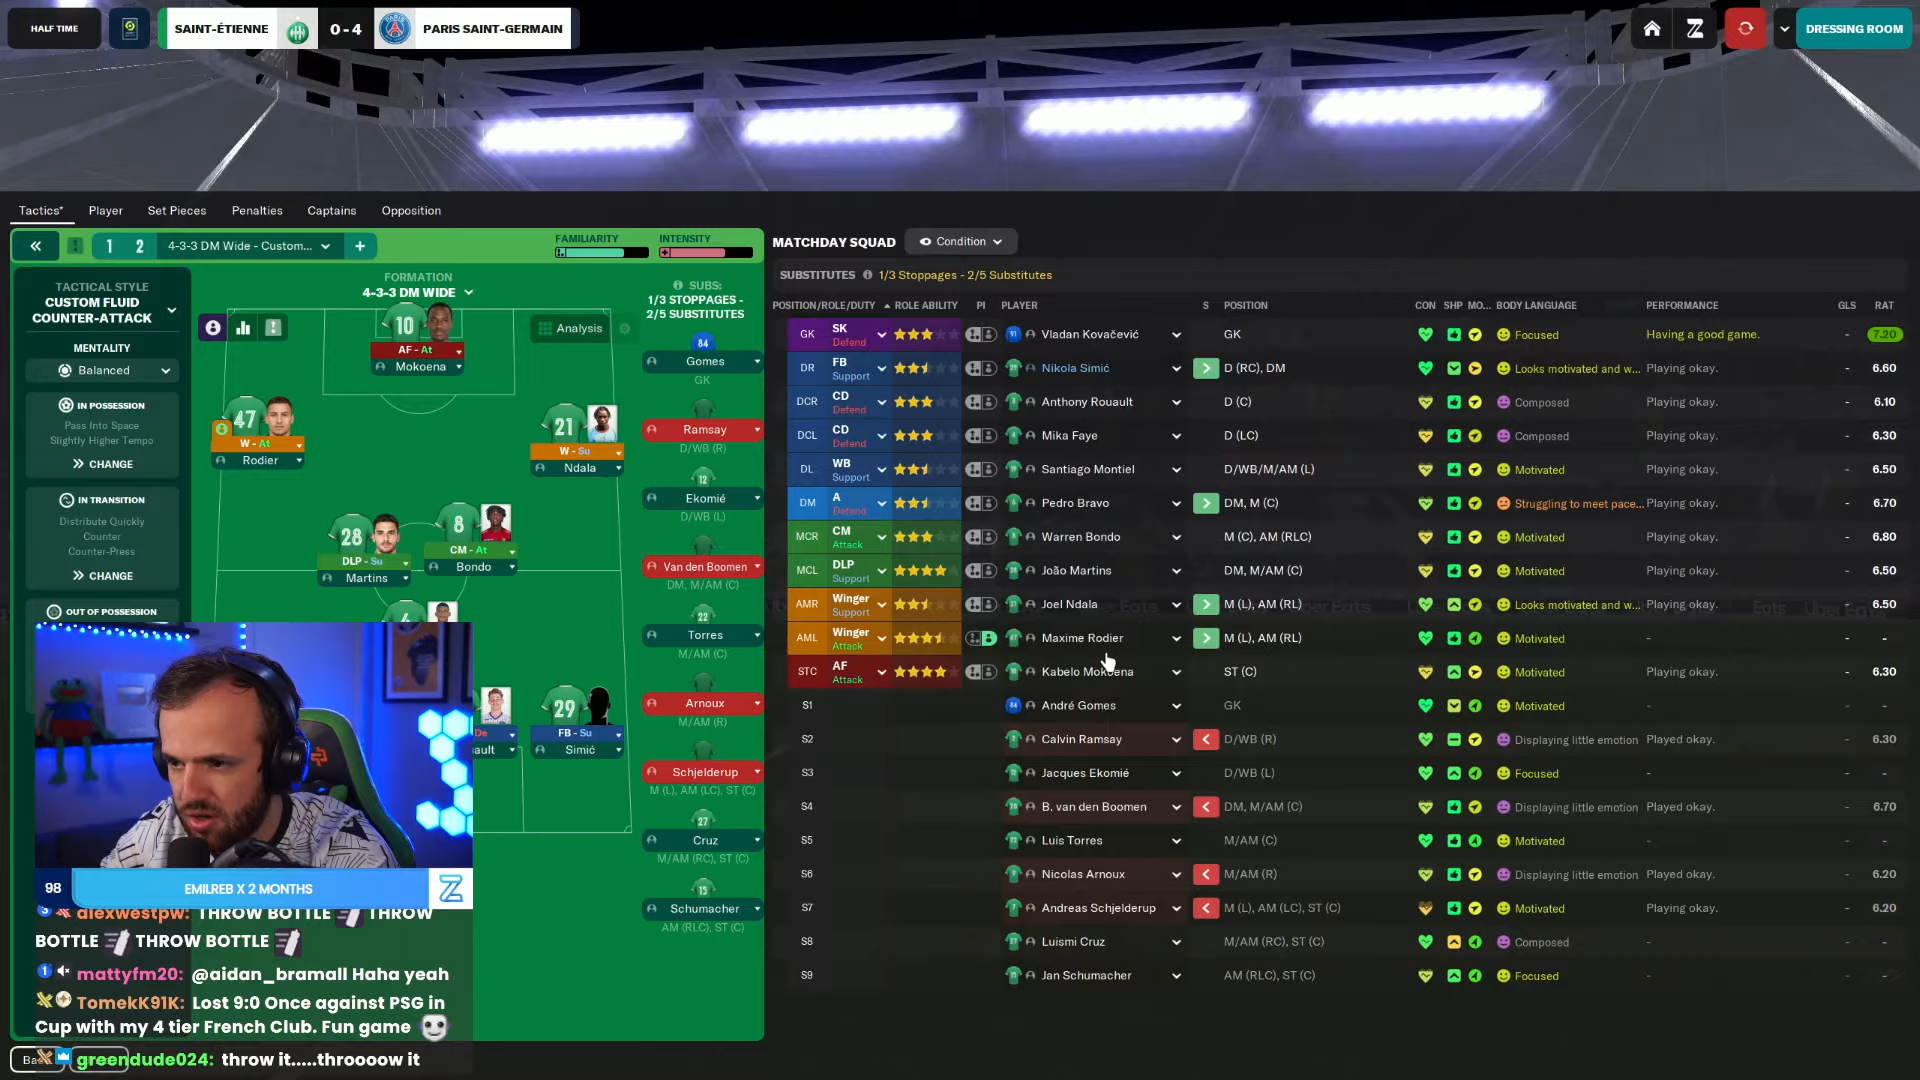 HALF TIME
SAINT-ÉTIENNE
0 - 4
PARIS SAINT-GERMAIN
DRESSING ROOM
Tactics*
Player
Set Pieces
Penalties
Captains
Opposition
1 2
4-3-3 DM Wide - Custom...
FAMILIARITY
INTENSITY
TACTICAL STYLE
CUSTOM FLUID
COUNTER-ATTACK
MENTALITY
Balanced
IN POSSESSION
Pass Into Space
Slightly Higher Tempo
CHANGE
IN TRANSITION
Distribute Quickly
Counter
Counter-Press
CHANGE
OUT OF POSSESSION
FORMATION
4-3-3 DM WIDE
Analysis
10
AF - At
Mokoena
47
W - At
Rodier
21
W - Su
Ndala
28
DLP - Su
Martins
8
CM - At
Bondo
De
ault
29
FB - Su
Simić
SUBS:
1/3 STOPPAGES -
2/5 SUBSTITUTES
84
Gomes
GK
Ramsay
D/WB (R)
12
Ekomié
D/WB (L)
Van den Boomen
DM, M/AM (C)
22
Torres
M/AM (C)
Arnoux
M/AM (R)
Schjelderup
M (L), AM (LC), ST (C)
27
Cruz
M/AM (RC), ST (C)
15
Schumacher
AM (RLC), ST (C)
MATCHDAY SQUAD
Condition
SUBSTITUTES 1/3 Stoppages - 2/5 Substitutes
POSITION/ROLE/DUTY ROLE ABILITY PI PLAYER S POSITION CON SHP MO... BODY LANGUAGE PERFORMANCE GLS RAT
GK SK Defend Vladan Kovačević GK Focused Having a good game. - 7.20
DR FB Support Nikola Simić D (RC), DM Looks motivated and w... Playing okay. - 6.60
DCR CD Defend Anthony Rouault D (C) Composed Playing okay. - 6.10
DCL CD Defend Mika Faye D (LC) Composed Playing okay. - 6.30
DL WB Support Santiago Montiel D/WB/M/AM (L) Motivated Playing okay. - 6.50
DM A Defend Pedro Bravo DM, M (C) Struggling to meet pace... Playing okay. - 6.70
MCR CM Attack Warren Bondo M (C), AM (RLC) Motivated Playing okay. - 6.80
MCL DLP Support João Martins DM, M/AM (C) Motivated Playing okay. - 6.50
AMR Winger Support Joel Ndala M (L), AM (RL) Looks motivated and w... Playing okay. - 6.50
AML Winger Attack Maxime Rodier M (L), AM (RL) Motivated - - -
STC AF Attack Kabelo Mokoena ST (C) Motivated Playing okay. - 6.30
S1 84 André Gomes GK Motivated - - -
S2 Calvin Ramsay D/WB (R) Displaying little emotion Played okay. - 6.30
S3 Jacques Ekomié D/WB (L) Focused - - -
S4 B. van den Boomen DM, M/AM (C) Displaying little emotion Played okay. - 6.70
S5 Luis Torres M/AM (C) Motivated - - -
S6 Nicolas Arnoux M/AM (R) Displaying little emotion Played okay. - 6.20
S7 Andreas Schjelderup M (L), AM (LC), ST (C) Motivated Playing okay. - 6.20
S8 Luismi Cruz M/AM (RC), ST (C) Composed - - -
S9 Jan Schumacher AM (RLC), ST (C) Focused - - -
98
EMILREB X 2 MONTHS
alexwestpw: THROW BOTTLE THROW
BOTTLE THROW BOTTLE
mattyfm20: @aidan_bramall Haha yeah
TomekK91K: Lost 9:0 Once against PSG in
Cup with my 4 tier French Club. Fun game
greendude024: throw it.....throoooow it